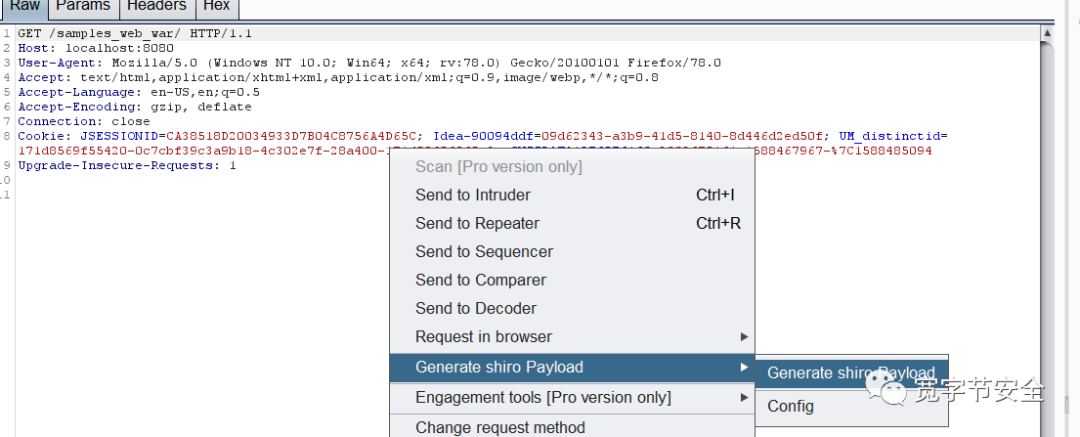 Raw Params Headers Hex
1 GET /samples_web_war/ HTTP/1.1
2 Host: localhost:8080
3 User-Agent: Mozilla/5.0 (Windows NT 10.0; Win64; x64; rv:78.0) Gecko/20100101 Firefox/78.0
4 Accept: text/html,application/xhtml+xml,application/xml;q=0.9,image/webp,*/*;q=0.8
5 Accept-Language: en-US,en;q=0.5
6 Accept-Encoding: gzip, deflate
7 Connection: close
8 Cookie: JSESSIONID=CA38518D20034933D7B04C8756A4D65C; Idea-90094ddf=09d62343-a3b9-41d5-8140-8d446d2ed50f; UM_distinctid=
171d8569f55420-0c7cbf39c3a9b18-4c302e7f-28a400-
9 Upgrade-Insecure-Requests: 1
10
11
Scan [Pro version only]
Send to Intruder Ctrl+I
Send to Repeater Ctrl+R
Send to Sequencer
Send to Comparer
Send to Decoder
Request in browser
Generate shiro Payload
Generate shiro Payload
Config
Engagement tools [Pro version only]
Change request method
宽字节安全